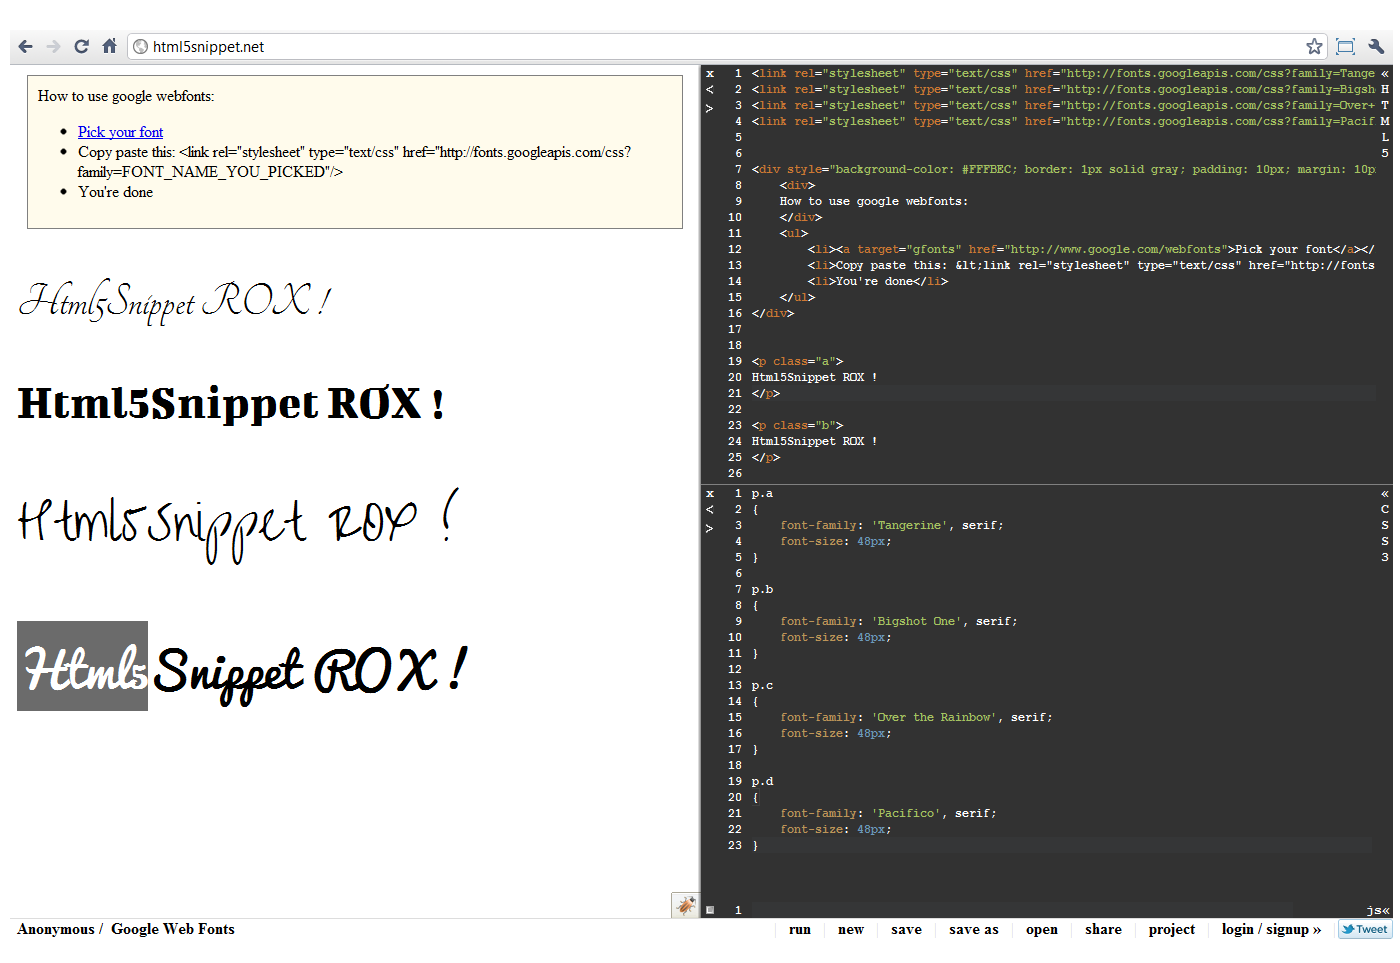 html5snippet.net
How to use google webfonts:
Pick your font
Copy paste this: <link rel="stylesheet" type="text/css" href="http://fonts.googleapis.com/css?
family=FONT_NAME_YOU_PICKED"/>
You're done
Html5Snippet ROX !
Html5Snippet ROX !
Html5Snippet ROX !
Html5Snippet ROX !
x
<
>
1 <link rel="stylesheet" type="text/css" href="http://fonts.googleapis.com/css?family=Tange
2 <link rel="stylesheet" type="text/css" href="http://fonts.googleapis.com/css?family=Bigsh
3 <link rel="stylesheet" type="text/css" href="http://fonts.googleapis.com/css?family=Over+
4 <link rel="stylesheet" type="text/css" href="http://fonts.googleapis.com/css?family=Pacif
5
6
7 <div style="background-color: #FFFBEC; border: 1px solid gray; padding: 10px; margin: 10p
8 <div>
9 How to use google webfonts:
10 </div>
11 <ul>
12 <li><a target="gfonts" href="http://www.google.com/webfonts">Pick your font</a></
13 <li>Copy paste this: &lt;link rel="stylesheet" type="text/css" href="http://fonts
14 <li>You're done</li>
15 </ul>
16 </div>
17
18
19 <p class="a">
20 Html5Snippet ROX !
21 </p>
22
23 <p class="b">
24 Html5Snippet ROX !
25 </p>
26
«
H
T
M
L
5
x
<
>
1 p.a
2 {
3 font-family: 'Tangerine', serif;
4 font-size: 48px;
5 }
6
7 p.b
8 {
9 font-family: 'Bigshot One', serif;
10 font-size: 48px;
11 }
12
13 p.c
14 {
15 font-family: 'Over the Rainbow', serif;
16 font-size: 48px;
17 }
18
19 p.d
20 {
21 font-family: 'Pacifico', serif;
22 font-size: 48px;
23 }
«
C
S
S
3
1
js«
Anonymous / Google Web Fonts
run new save save as open share project login / signup » Tweet